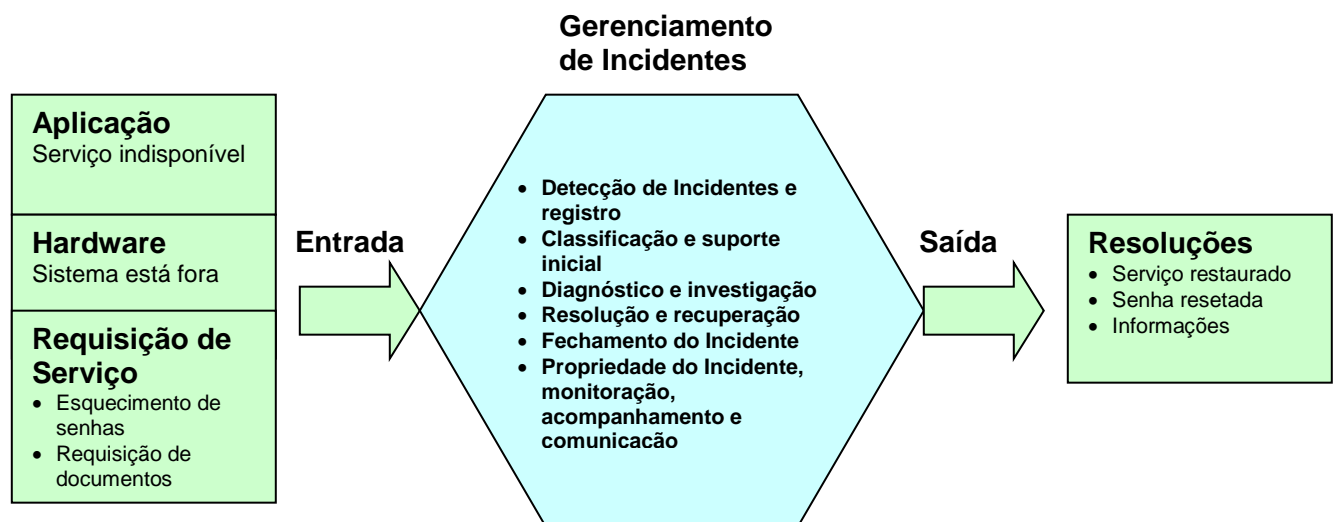 Gerenciamento
de Incidentes
Aplicação
Serviço indisponível
Hardware
Sistema está fora
Requisição de
Serviço
• Esquecimento de
senhas
• Requisição de
documentos
Entrada
• Detecção de Incidentes e
registro
• Classificação e suporte
inicial
• Diagnóstico e investigação
• Resolução e recuperação
• Fechamento do Incidente
• Propriedade do Incidente,
monitoração,
acompanhamento e
comunicacão
Saída
Resoluções
• Serviço restaurado
• Senha resetada
• Informações